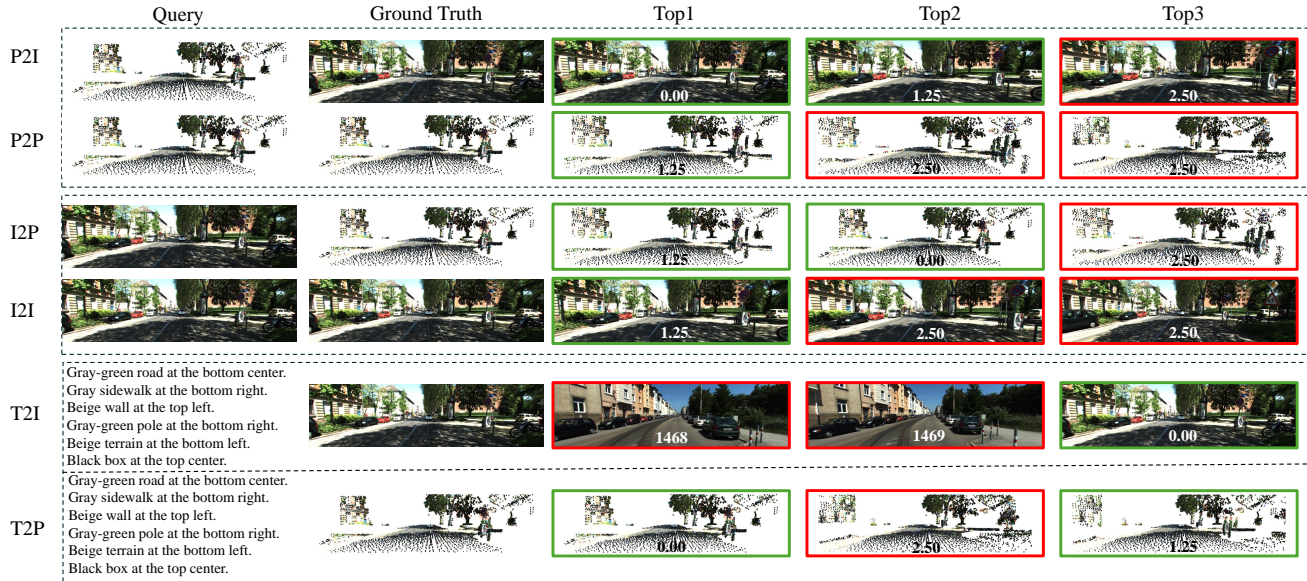 Query Ground Truth Top1 Top2 Top3
P2I
0.00 1.25 2.50
P2P
1.25 2.50 2.50
I2P
1.25 0.00 2.50
I2I
1.25 2.50 2.50
T2I
Gray-green road at the bottom center.
Gray sidewalk at the bottom right.
Beige wall at the top left.
Gray-green pole at the bottom right.
Beige terrain at the bottom left.
Black box at the top center.
1468 1469 0.00
T2P
Gray-green road at the bottom center.
Gray sidewalk at the bottom right.
Beige wall at the top left.
Gray-green pole at the bottom right.
Beige terrain at the bottom left.
Black box at the top center.
0.00 2.50 1.25